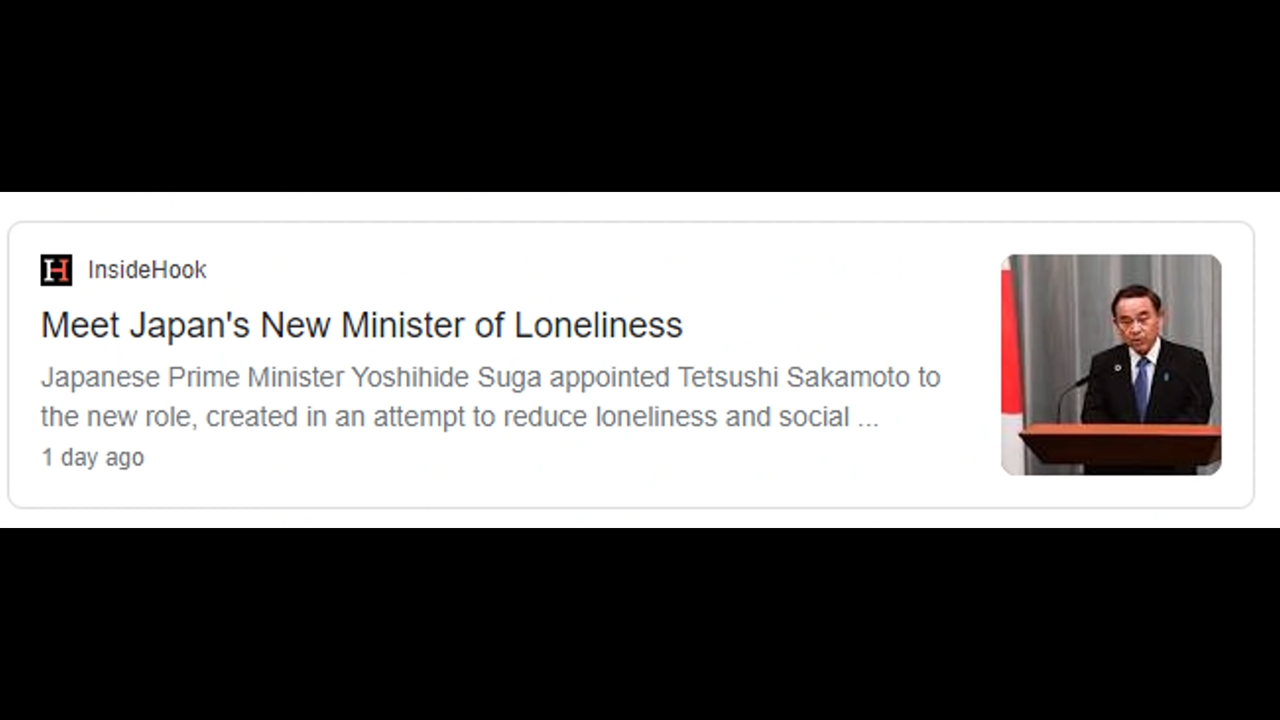 InsideHook
Meet Japan's New Minister of Loneliness
Japanese Prime Minister Yoshihide Suga appointed Tetsushi Sakamoto to
the new role, created in an attempt to reduce loneliness and social ...
1 day ago